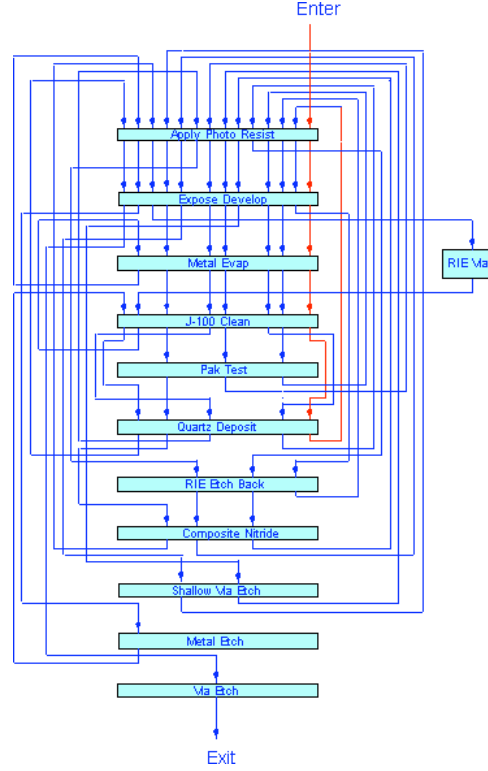 Enter
Apply Photo Resist
Expose Develop
Metal Evap
RIE Via
J-100 Clean
Pak Test
Quartz Deposit
RIE Etch Back
Composite Nitride
Shallow Via Etch
Metal Etch
Via Etch
Exit